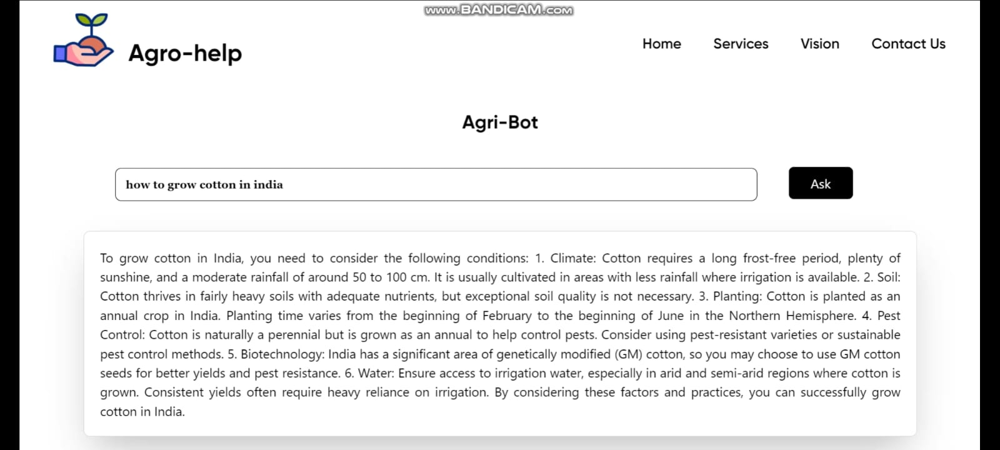 www.BANDICAM.com
Agro-help
Home
Services
Vision
Contact Us
Agri-Bot
how to grow cotton in india
Ask
To grow cotton in India, you need to consider the following conditions: 1. Climate: Cotton requires a long frost-free period, plenty of
sunshine, and a moderate rainfall of around 50 to 100 cm. It is usually cultivated in areas with less rainfall where irrigation is available. 2. Soil:
Cotton thrives in fairly heavy soils with adequate nutrients, but exceptional soil quality is not necessary. 3. Planting: Cotton is planted as an
annual crop in India. Planting time varies from the beginning of February to the beginning of June in the Northern Hemisphere. 4. Pest
Control: Cotton is naturally a perennial but is grown as an annual to help control pests. Consider using pest-resistant varieties or sustainable
pest control methods. 5. Biotechnology: India has a significant area of genetically modified (GM) cotton, so you may choose to use GM cotton
seeds for better yields and pest resistance. 6. Water: Ensure access to irrigation water, especially in arid and semi-arid regions where cotton is
grown. Consistent yields often require heavy reliance on irrigation. By considering these factors and practices, you can successfully grow
cotton in India.